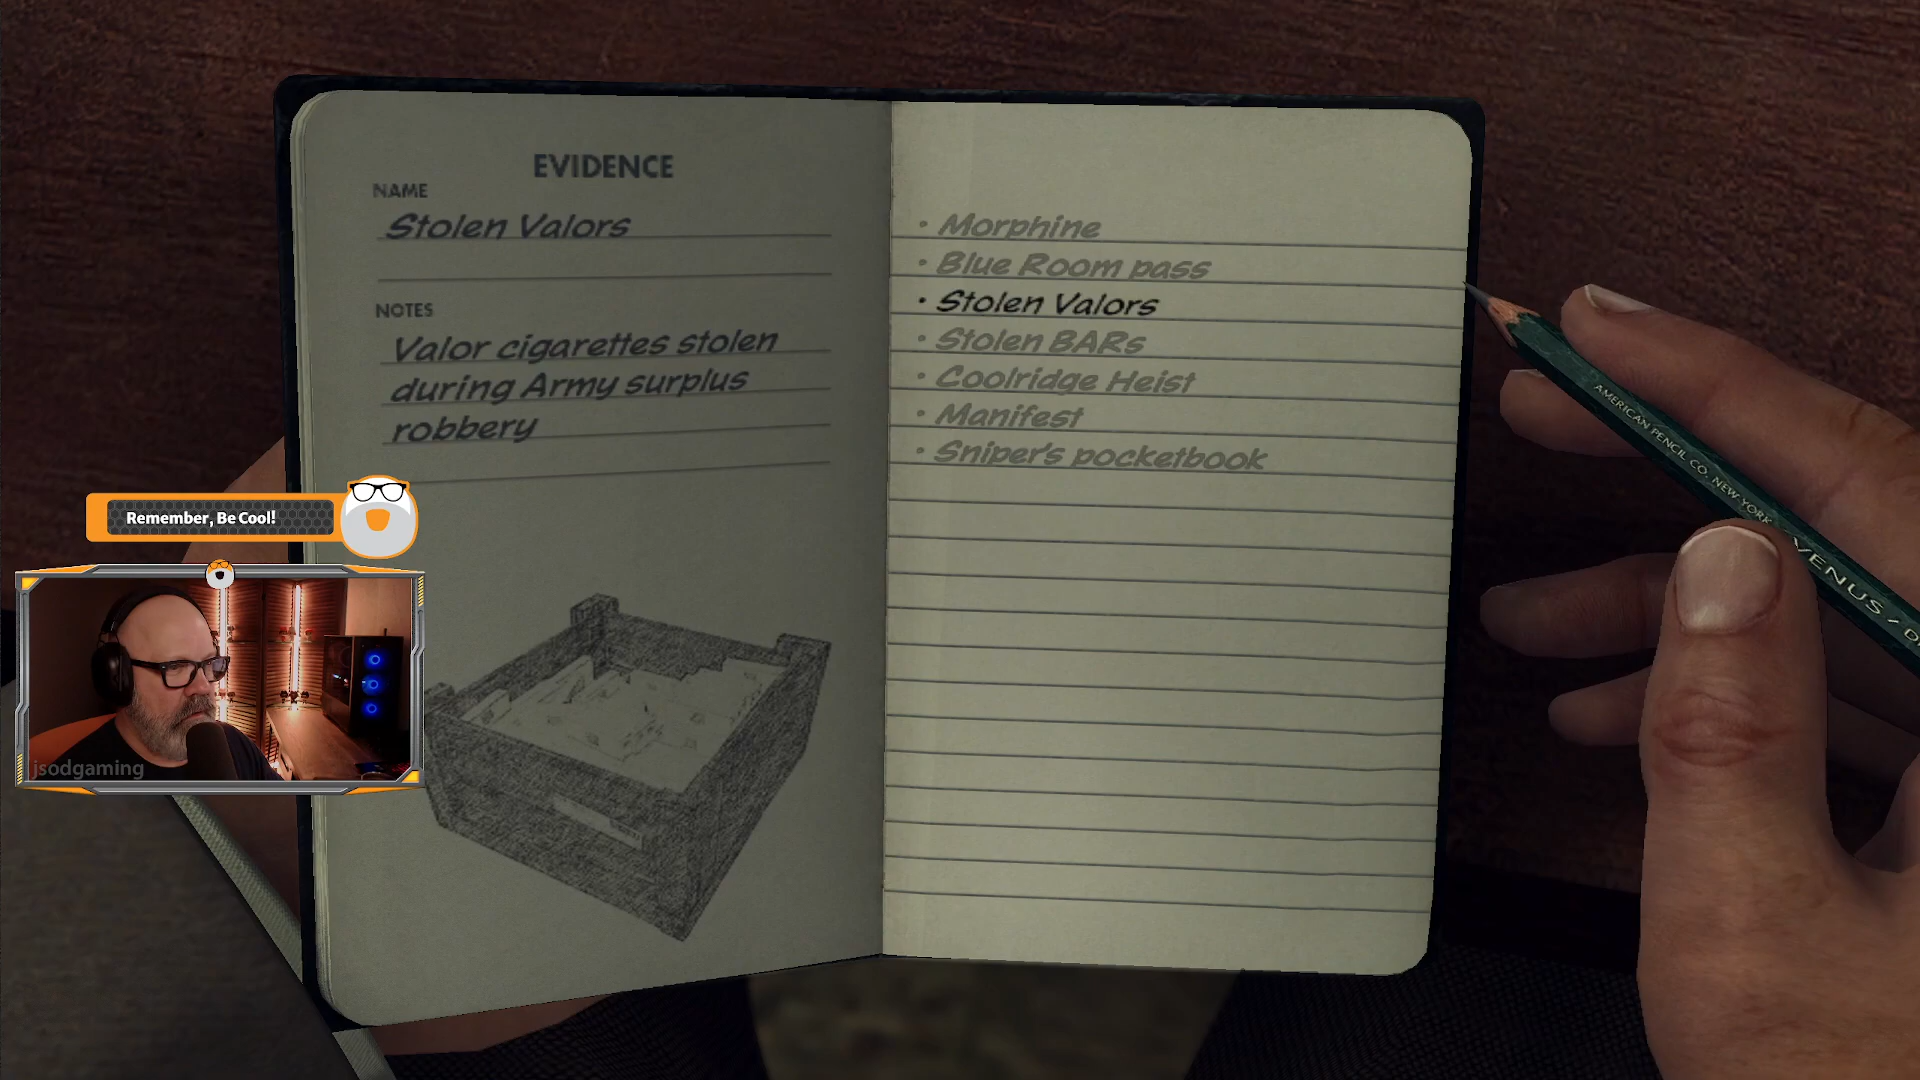 EVIDENCE
NAME
Stolen Valors
NOTES
Valor cigarettes stolen
during Army surplus
robbery
• Morphine
• Blue Room pass
• Stolen Valors
• Stolen BARs
• Coolridge Heist
• Manifest
• Sniper's pocketbook
AMERICAN PENCIL CO. NEW YORK VENUS / D
Remember, Be Cool!
jsodgaming